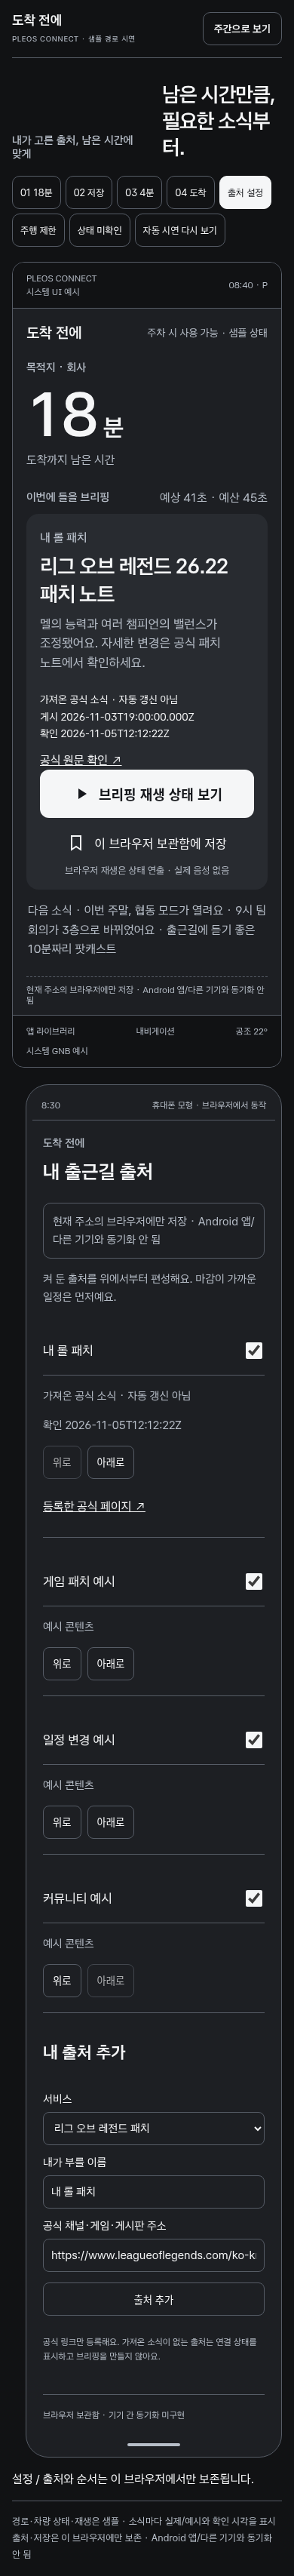 도착 전에
PLEOS CONNECT · 샘플 경로 시연
주간으로 보기
내가 고른 출처, 남은 시간에
맞게
남은 시간만큼,
필요한 소식부
터.
01 18분
02 저장
03 4분
04 도착
출처 설정
주행 제한
상태 미확인
자동 시연 다시 보기
PLEOS CONNECT
시스템 UI 예시
08:40 · P
도착 전에
주차 시 사용 가능 · 샘플 상태
목적지 · 회사
18분
도착까지 남은 시간
이번에 들을 브리핑
예상 41초 · 예산 45초
내 롤 패치
리그 오브 레전드 26.22
패치 노트
멜의 능력과 여러 챔피언의 밸런스가
조정됐어요. 자세한 변경은 공식 패치
노트에서 확인하세요.
가져온 공식 소식 · 자동 갱신 아님
게시 2026-11-03T19:00:00.000Z
확인 2026-11-05T12:12:22Z
공식 원문 확인 ↗
▶ 브리핑 재생 상태 보기
이 브라우저 보관함에 저장
브라우저 재생은 상태 연출 · 실제 음성 없음
다음 소식 · 이번 주말, 협동 모드가 열려요 · 9시 팀
회의가 3층으로 바뀌었어요 · 출근길에 듣기 좋은
10분짜리 팟캐스트
현재 주소의 브라우저에만 저장 · Android 앱/다른 기기와 동기화 안
됨
앱 라이브러리
내비게이션
공조 22°
시스템 GNB 예시
8:30
휴대폰 모형 · 브라우저에서 동작
도착 전에
내 출근길 출처
현재 주소의 브라우저에만 저장 · Android 앱/
다른 기기와 동기화 안 됨
켜 둔 출처를 위에서부터 편성해요. 마감이 가까운
일정은 먼저예요.
내 롤 패치
가져온 공식 소식 · 자동 갱신 아님
확인 2026-11-05T12:12:22Z
위로
아래로
등록한 공식 페이지 ↗
게임 패치 예시
예시 콘텐츠
위로
아래로
일정 변경 예시
예시 콘텐츠
위로
아래로
커뮤니티 예시
예시 콘텐츠
위로
아래로
내 출처 추가
서비스
리그 오브 레전드 패치
내가 부를 이름
내 롤 패치
공식 채널·게임·게시판 주소
https://www.leagueoflegends.com/ko-k
출처 추가
공식 링크만 등록해요. 가져온 소식이 없는 출처는 연결 상태를
표시하고 브리핑을 만들지 않아요.
브라우저 보관함 · 기기 간 동기화 미구현
설정 / 출처와 순서는 이 브라우저에서만 보존됩니다.
경로·차량 상태·재생은 샘플 · 소식마다 실제/예시와 확인 시각을 표시
출처·저장은 이 브라우저에만 보존 · Android 앱/다른 기기와 동기화
안 됨